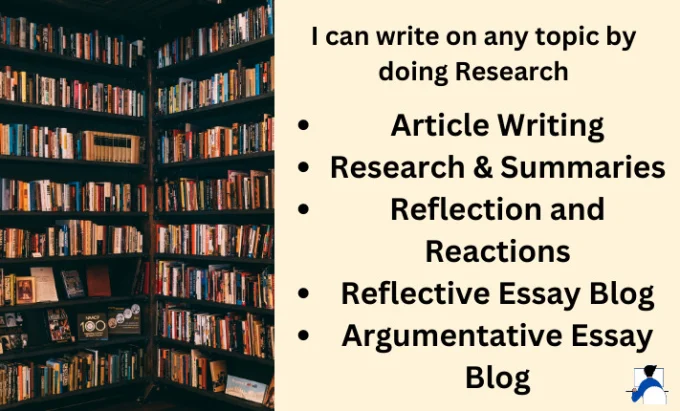 I can write on any topic by
doing Research
• Article Writing
• Research & Summaries
• Reflection and
Reactions
• Reflective Essay Blog
• Argumentative Essay
Blog
100